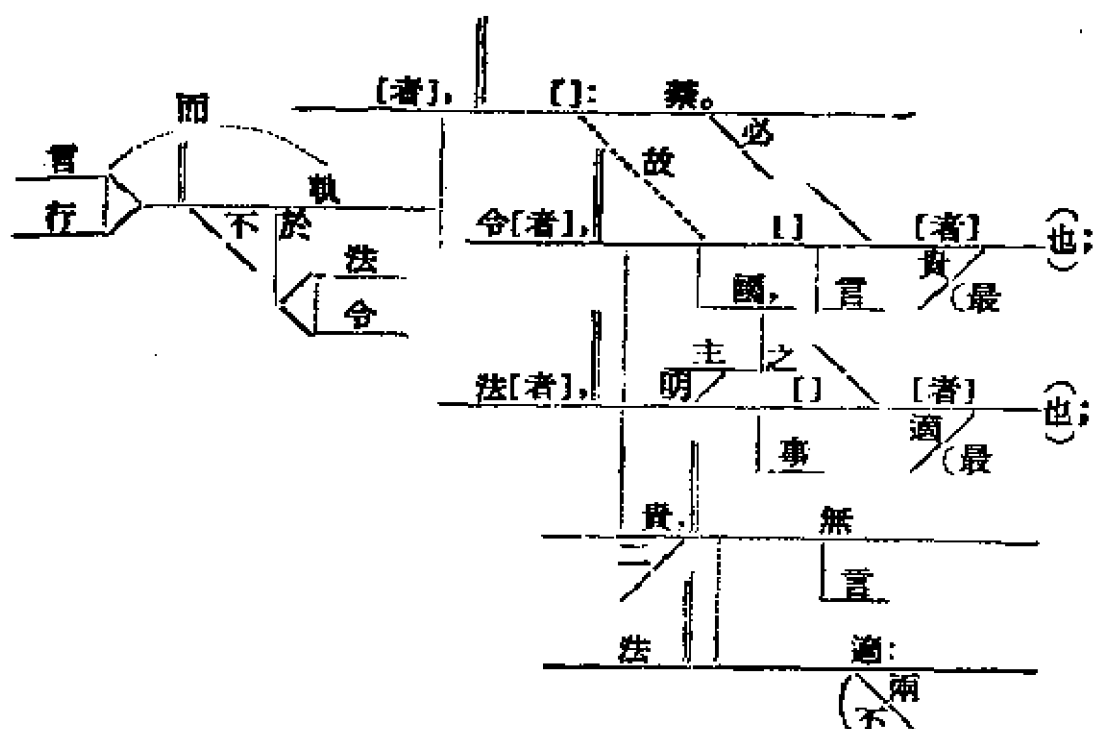 [者], []: 禁。
而 必
言 故
行 不 執 於 令[者], [] [者] (也;
法 國, 言 貴 (最
令 主 之
法[者], 明 [] [者] (也;
事 適 (最
貴, 無
二 言
法 適:
兩
(不